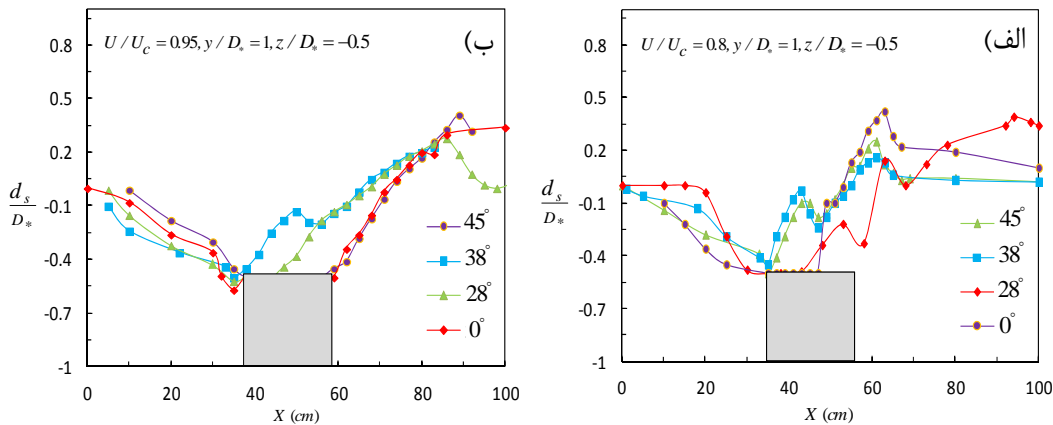 ب)
U / U_c = 0.95, y / D_* = 1, z / D_* = −0.5
0.8
0.5
0.2
-0.1
-0.4
-0.7
-1
d_s / D_*
45°
38°
28°
0°
0 20 40 60 80 100
X (cm)
الف)
U / U_c = 0.8, y / D_* = 1, z / D_* = −0.5
0.8
0.5
0.2
-0.1
-0.4
-0.7
-1
d_s / D_*
45°
38°
28°
0°
0 20 40 60 80 100
X (cm)